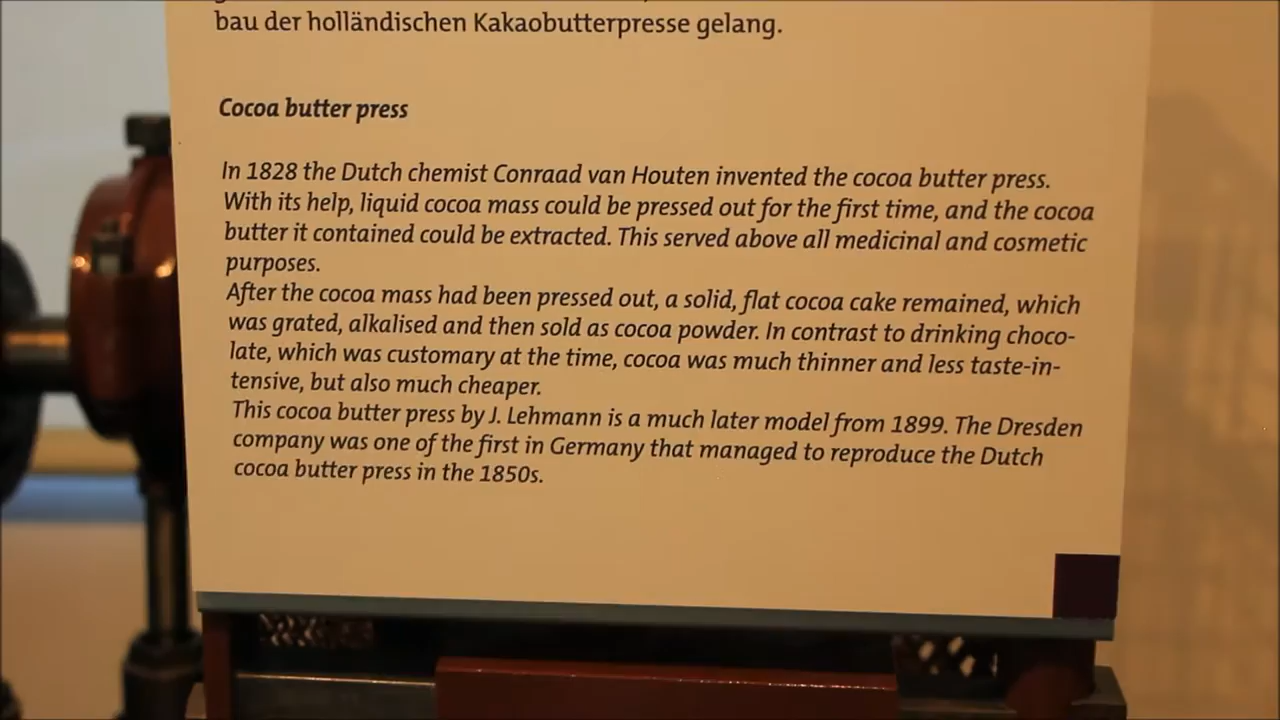 bau der holländischen Kakaobutterpresse gelang.
Cocoa butter press
In 1828 the Dutch chemist Conraad van Houten invented the cocoa butter press.
With its help, liquid cocoa mass could be pressed out for the first time, and the cocoa
butter it contained could be extracted. This served above all medicinal and cosmetic
purposes.
After the cocoa mass had been pressed out, a solid, flat cocoa cake remained, which
was grated, alkalised and then sold as cocoa powder. In contrast to drinking choco-
late, which was customary at the time, cocoa was much thinner and less taste-in-
tensive, but also much cheaper.
This cocoa butter press by J. Lehmann is a much later model from 1899. The Dresden
company was one of the first in Germany that managed to reproduce the Dutch
cocoa butter press in the 1850s.